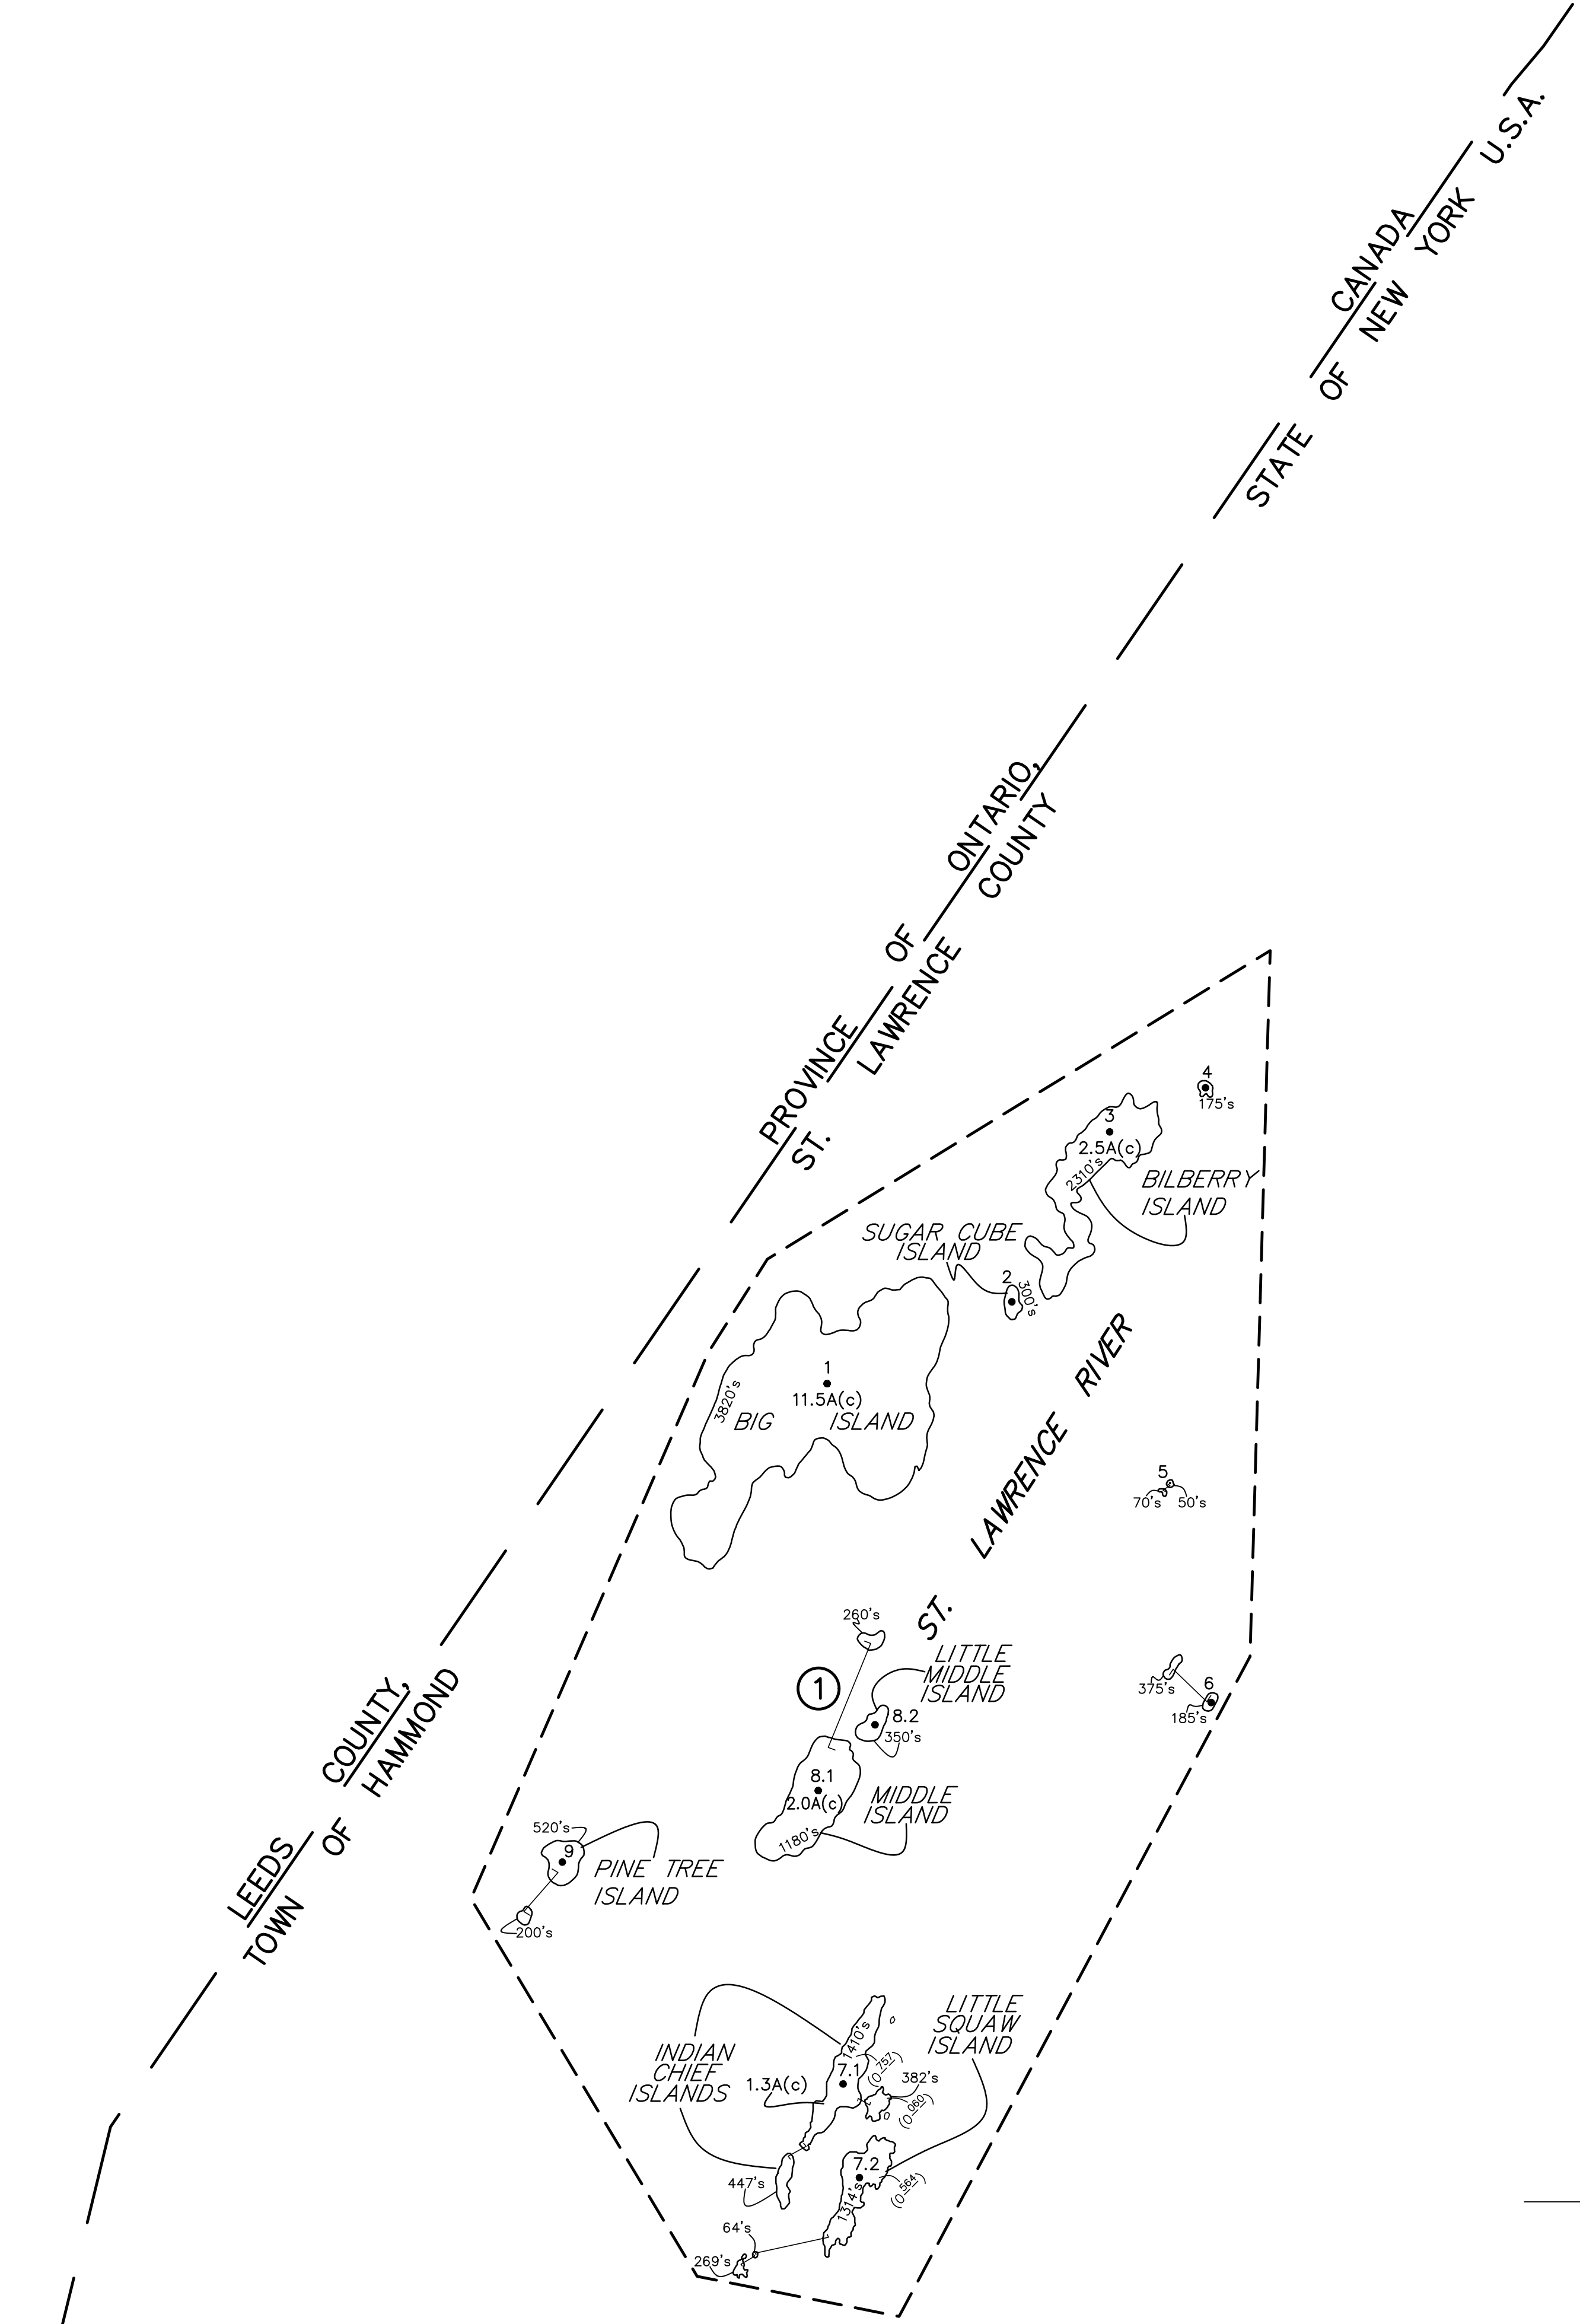 CANADA
STATE OF NEW YORK U.S.A.
PROVINCE OF ONTARIO,
ST. LAWRENCE COUNTY
LEEDS COUNTY,
TOWN OF HAMMOND
4
175's
3
2.5A(c)
2310's
BILBERRY
ISLAND
SUGAR CUBE
ISLAND
2
300's
1
11.5A(c)
3820's
BIG ISLAND
ST. LAWRENCE RIVER
5
70's 50's
260's
1
LITTLE
MIDDLE
ISLAND
8.2
350's
375's
6
185's
8.1
2.0A(c)
1180's
MIDDLE
ISLAND
520's
9
PINE TREE
ISLAND
200's
INDIAN
CHIEF
ISLANDS
LITTLE
SQUAW
ISLAND
1410's
7.1
(0.757)
1.3A(c)
382's
(0.060)
447's
7.2
(0.564)
1314's
64's
269's